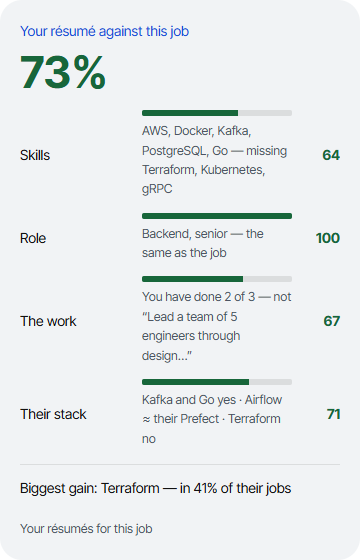 Your résumé against this job
73%
AWS, Docker, Kafka,
PostgreSQL, Go — missing
Terraform, Kubernetes,
gRPC
Skills
64
Backend, senior — the
same as the job
Role
100
You have done 2 of 3 — not
“Lead a team of 5
engineers through
design…”
The work
67
Kafka and Go yes · Airflow
≈ their Prefect · Terraform
no
Their stack
71
Biggest gain: Terraform — in 41% of their jobs
Your résumés for this job